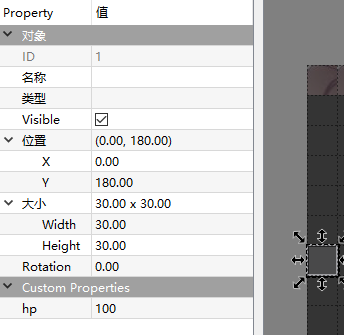 Property 值
对象
ID 1
名称
类型
Visible
位置 (0.00, 180.00)
X 0.00
Y 180.00
大小 30.00 x 30.00
Width 30.00
Height 30.00
Rotation 0.00
Custom Properties
hp 100